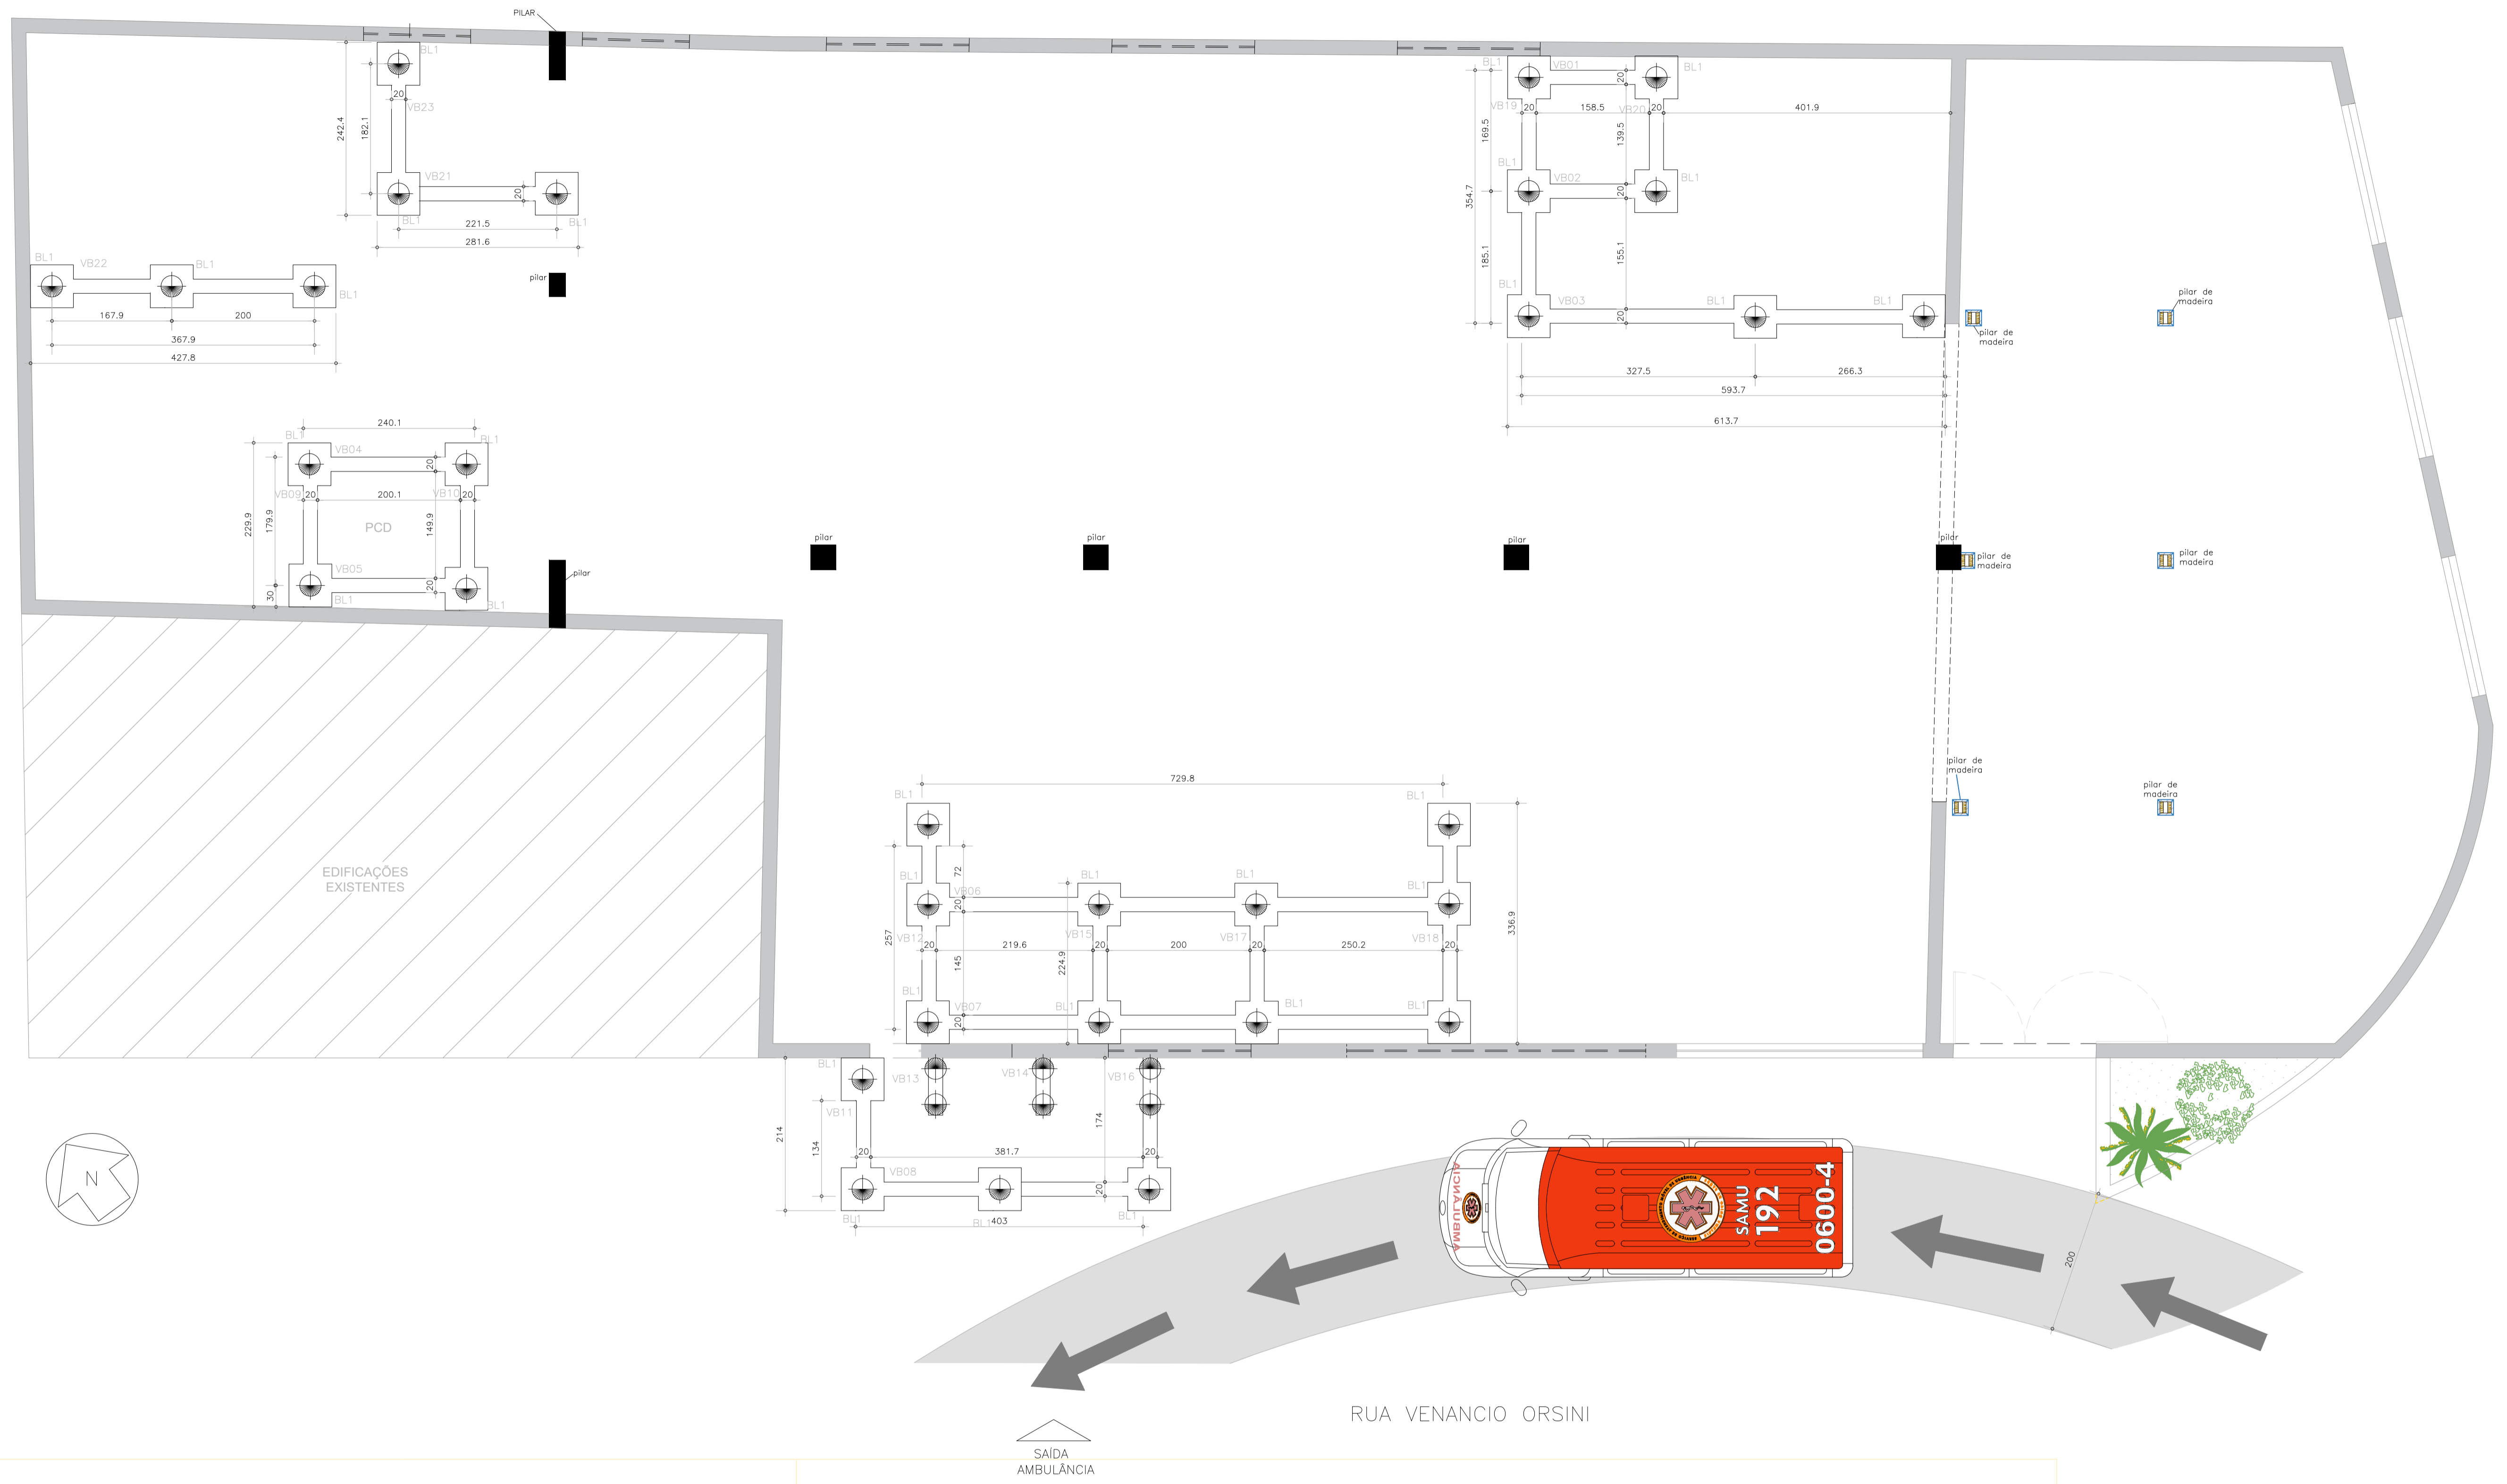 PILAR
BL1
20
VB23
242.4
182.1
VB21
20
BL1
BL1
221.5
281.6
BL1
VB22
BL1
BL1
167.9
200
367.9
427.8
pilar
BL1
VB01
BL1
20
VB19
20
158.5
VB20
20
401.9
169.5
139.5
354.7
BL1
VB02
BL1
20
185.1
155.1
BL1
VB03
BL1
BL1
20
327.5
266.3
593.7
613.7
pilar de
madeira
pilar de
madeira
240.1
BL1
BL1
VB04
20
VB09
20
200.1
VB10
20
229.9
179.9
149.9
PCD
VB05
20
30
BL1
BL1
pilar
pilar
pilar
pilar
pilar
pilar de
madeira
pilar de
madeira
pilar de
madeira
pilar de
madeira
EDIFICAÇÕES
EXISTENTES
729.8
BL1
BL1
72
BL1
VB06
BL1
BL1
BL1
20
336.9
257
VB12
20
219.6
VB15
20
200
VB17
20
250.2
VB18
20
145
224.9
BL1
VB07
BL1
BL1
BL1
20
BL1
VB13
VB14
VB16
VB11
214
134
174
20
381.7
20
VB08
20
BL1
BL1
403
BL1
N
AMBULÂNCIA
SAMU
192
0600-4
200
RUA VENANCIO ORSINI
SAÍDA
AMBULÂNCIA